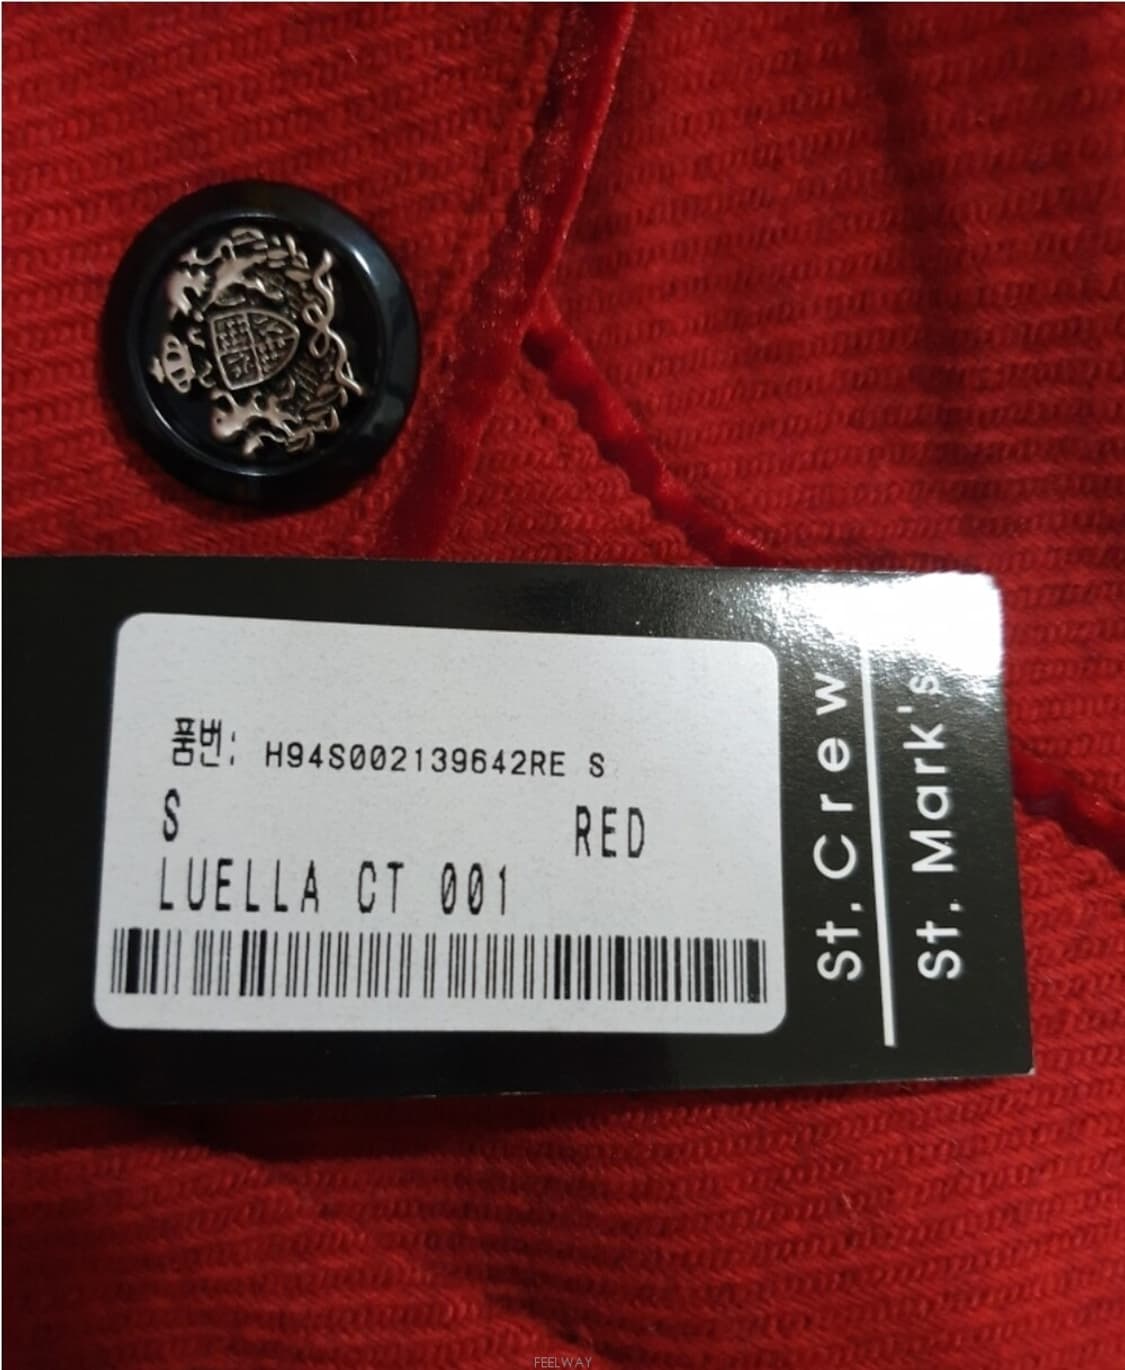 품번: H94S002139642RE S
S RED
LUELLA CT 001
St. Crew
St. Mark's
FEELWAY